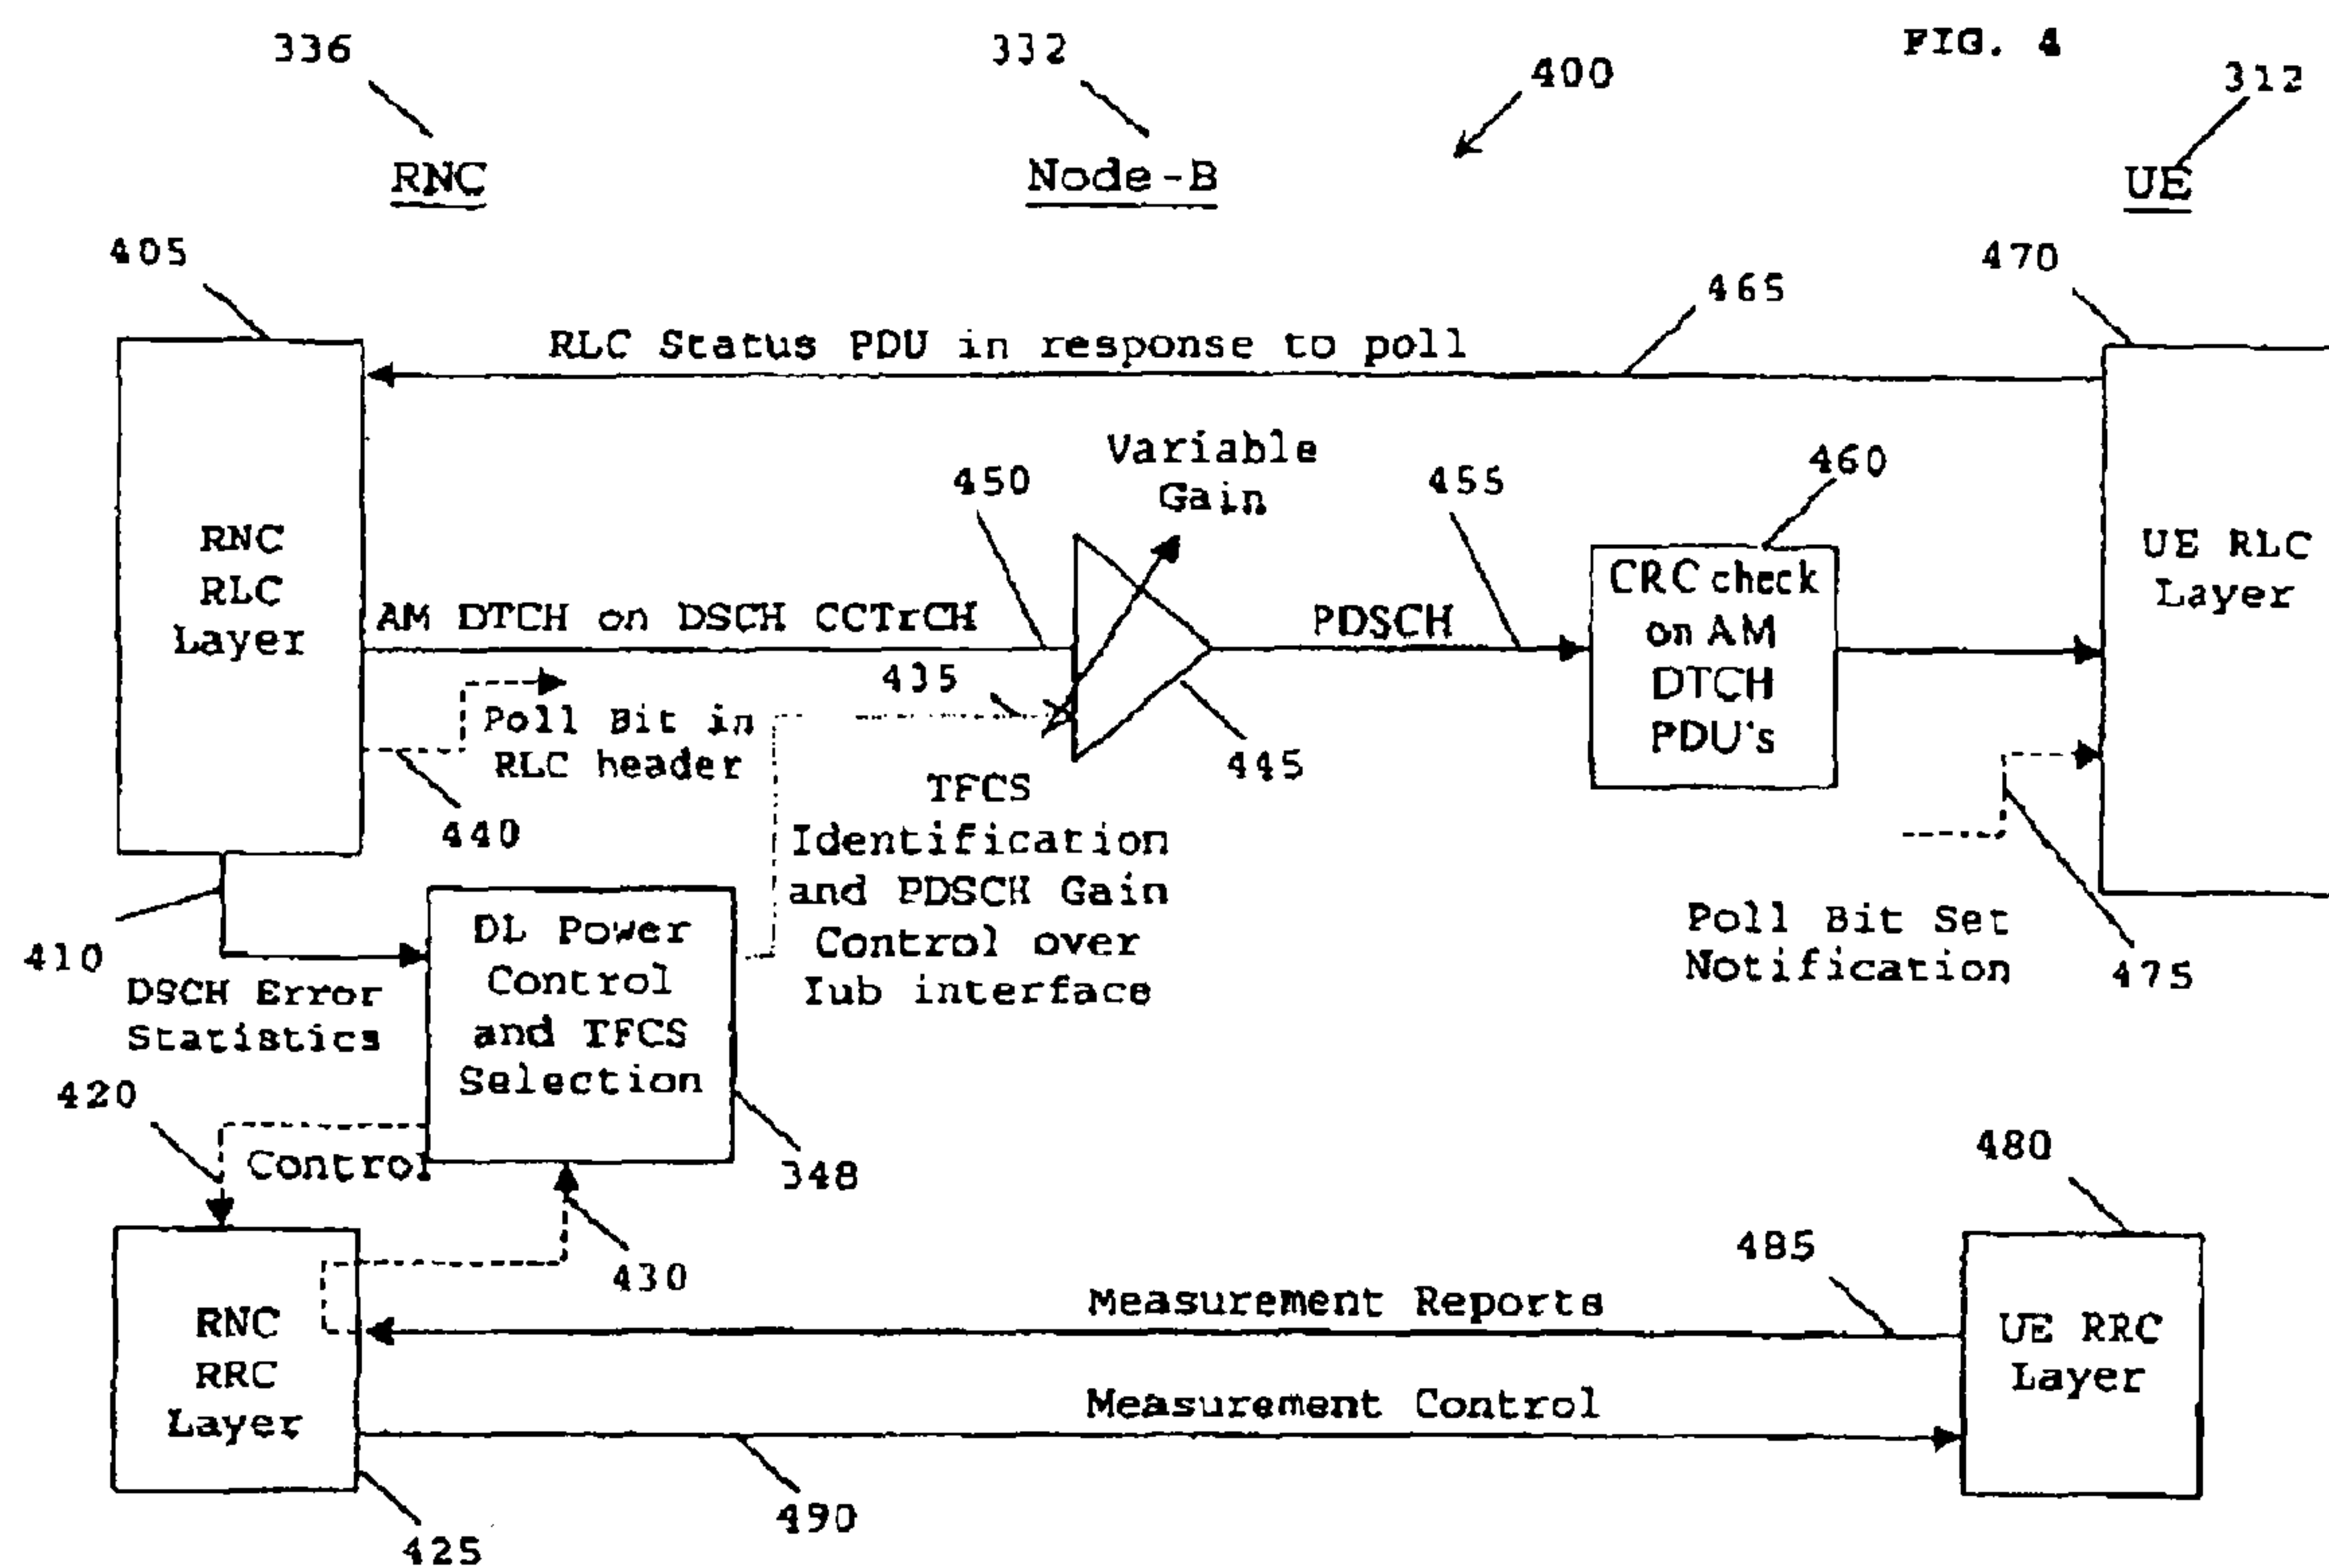 336
332
400
FIG. 4
312
RNC
Node-B
UE
405
470
465
RLC Status PDU in response to poll
Variable
Gain
450
455
460
RNC
RLC
Layer
AM DTCH on DSCH CCTrCH
PDSCH
CRC check
on AM
DTCH
PDU's
UE RLC
Layer
435
Poll Bit in
RLC header
440
445
TFCS
Identification
and PDSCH Gain
Control over
Iub interface
410
DSCH Error
Statistics
DL Power
Control
and TFCS
Selection
Poll Bit Set
Notification
475
420
Control
348
480
430
485
RNC
RRC
Layer
Measurement Reports
UE RRC
Layer
Measurement Control
490
425